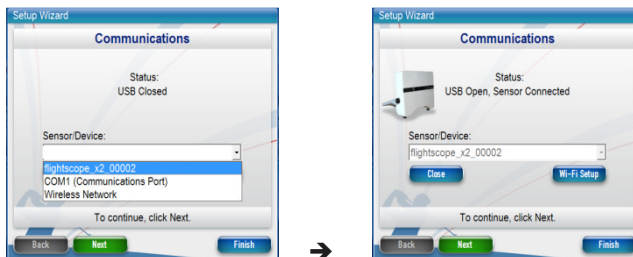 Setup Wizard
Communications
Status:
USB Closed
Sensor/Device:
flightscope_x2_00002
COM1 (Communications Port)
Wireless Network
To continue, click Next.
Back Next Finish
➔
Setup Wizard
Communications
Status:
USB Open, Sensor Connected
Sensor/Device:
flightscope_x2_00002
Close Wi-Fi Setup
To continue, click Next.
Back Next Finish